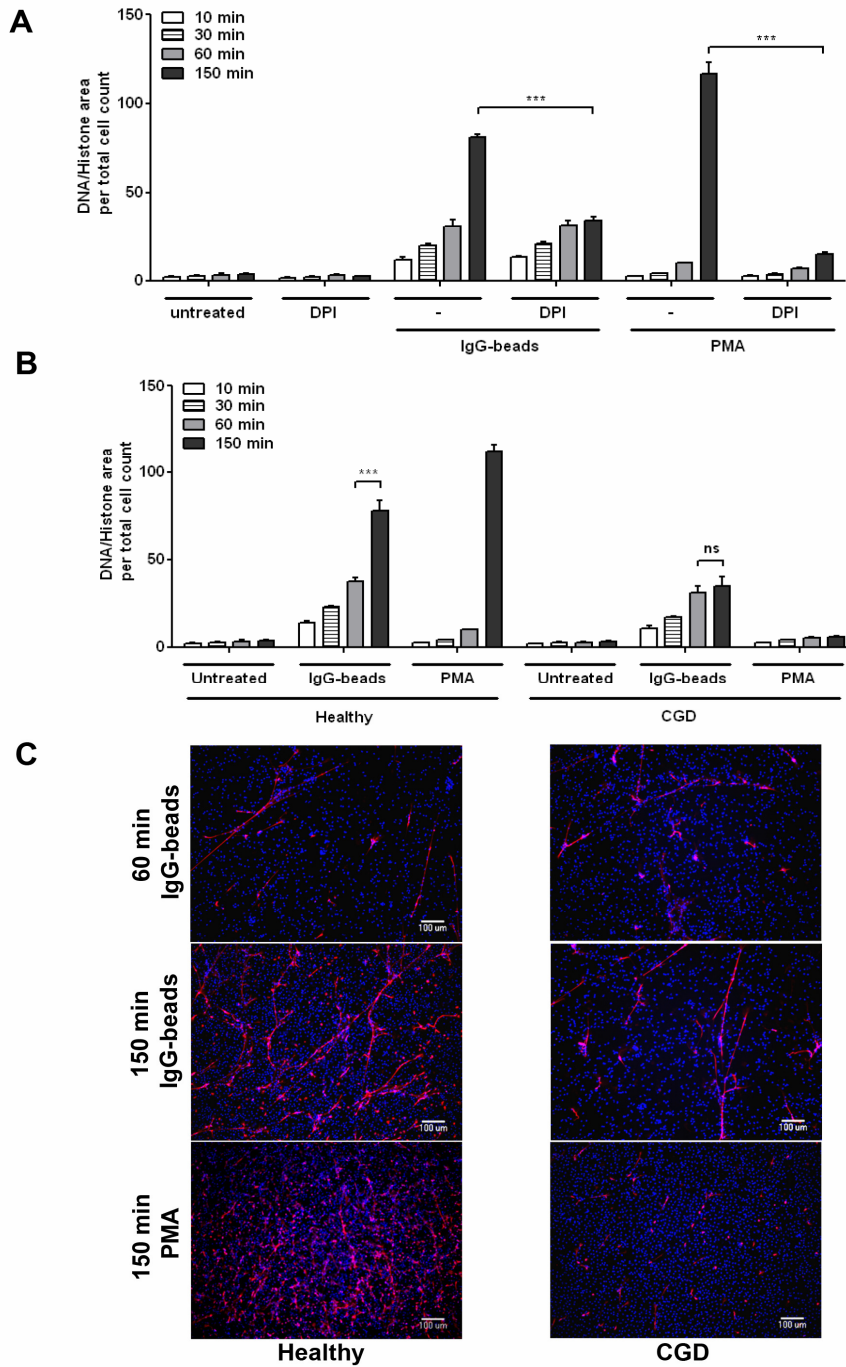 A
150
100
50
0
DNA/Histone area
per total cell count
10 min
30 min
60 min
150 min
***
***
untreated
DPI
-
DPI
-
DPI
IgG-beads
PMA
B
150
100
50
0
DNA/Histone area
per total cell count
10 min
30 min
60 min
150 min
***
ns
Untreated
IgG-beads
PMA
Untreated
IgG-beads
PMA
Healthy
CGD
C
60 min
IgG-beads
100 um
150 min
IgG-beads
100 um
100 um
150 min
PMA
100 um
100 um
Healthy
CGD